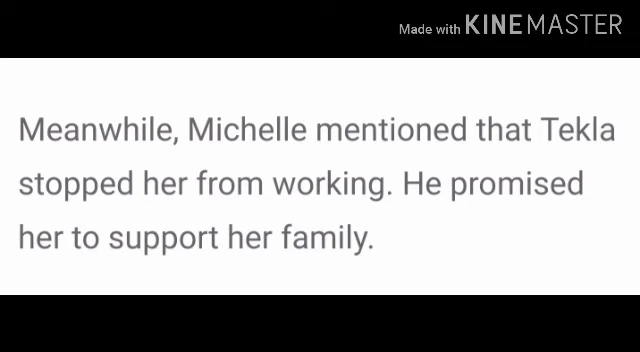 Made with KINEMASTER
Meanwhile, Michelle mentioned that Tekla
stopped her from working. He promised
her to support her family.